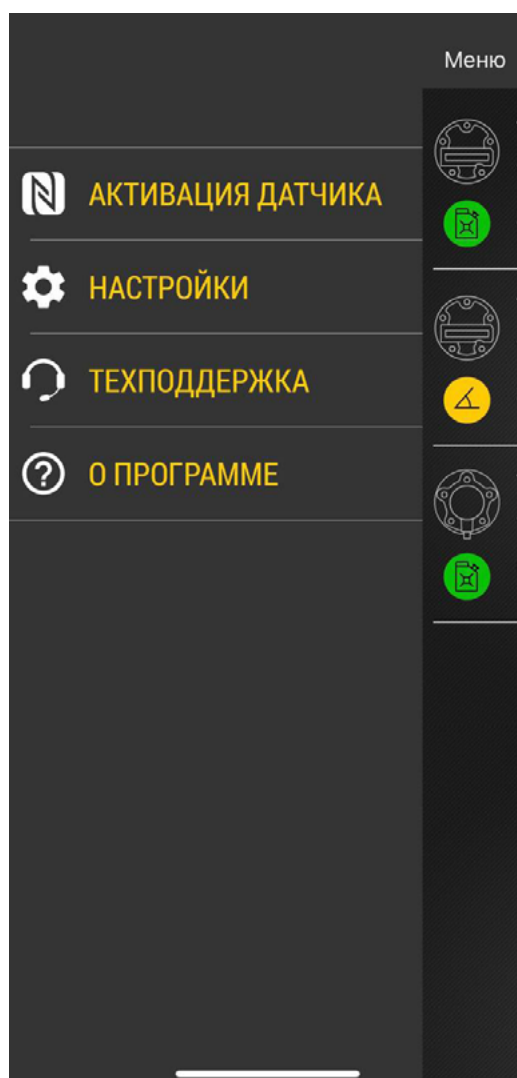 Меню
АКТИВАЦИЯ ДАТЧИКА
НАСТРОЙКИ
ТЕХПОДДЕРЖКА
О ПРОГРАММЕ